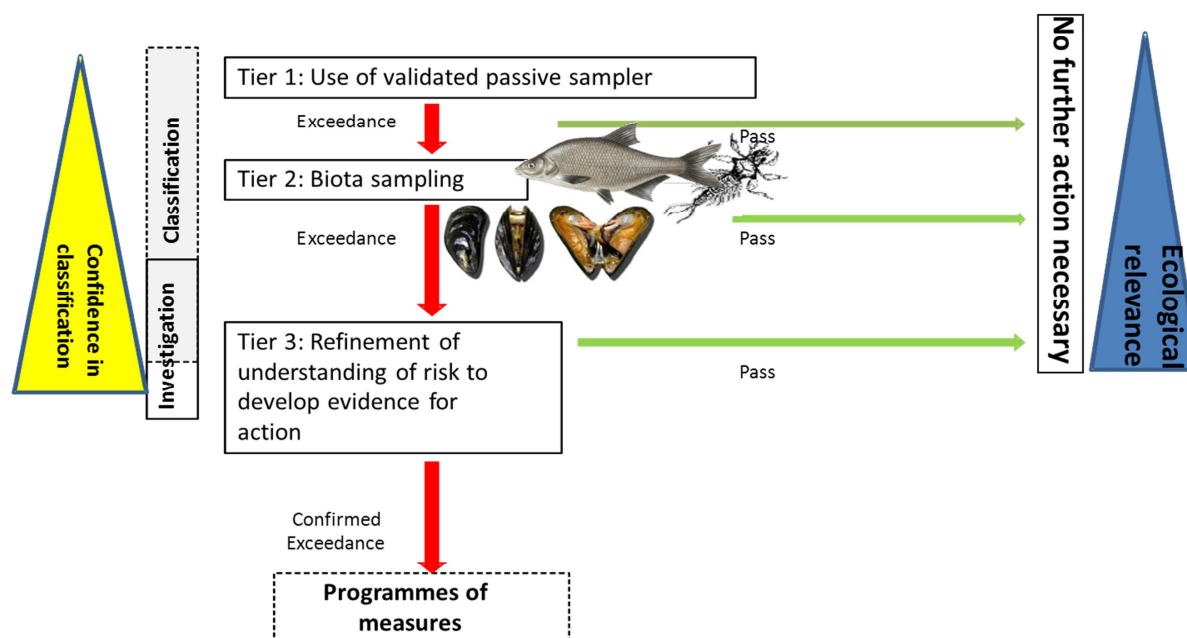 Tier 1: Use of validated passive sampler
Exceedance
Pass
Tier 2: Biota sampling
Exceedance
Pass
Tier 3: Refinement of
understanding of risk to
develop evidence for
action
Pass
Confirmed
Exceedance
Programmes of
measures
Confidence in
classification
Classification
Investigation
No further action necessary
Ecological
relevance